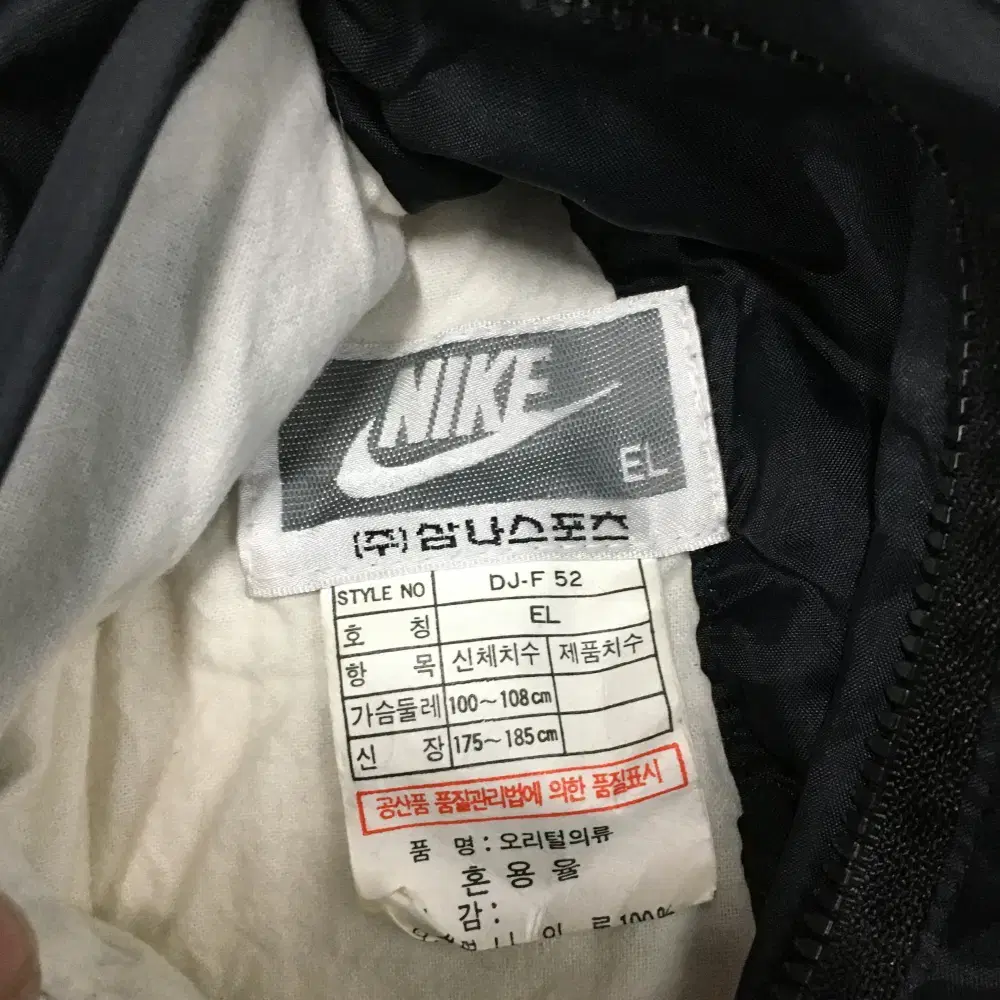 NIKE
EL
(주)삼나스포츠
STYLE NO DJ-F 52
호 칭 EL
항 목 신체치수 제품치수
가슴둘레 100~108cm
신 장 175~185cm
공산품 품질관리법에 의한 품질표시
품 명 : 오리털의류
혼 용 율
감 :
100%